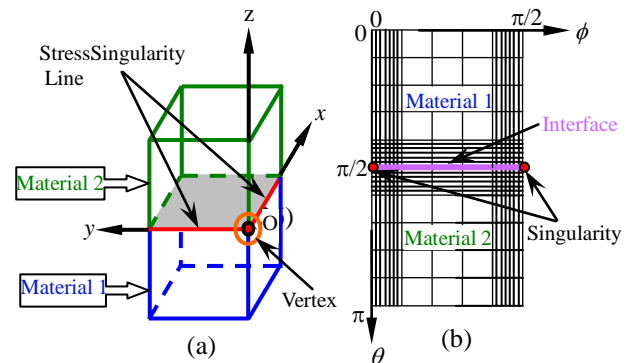 z
StressSingularity
Line
x
Material 2
y
O
)
Material 1
Vertex
(a)
0
π/2
0
ϕ
Material 1
Interface
π/2
Material 2
Singularity
π
(b)
θ